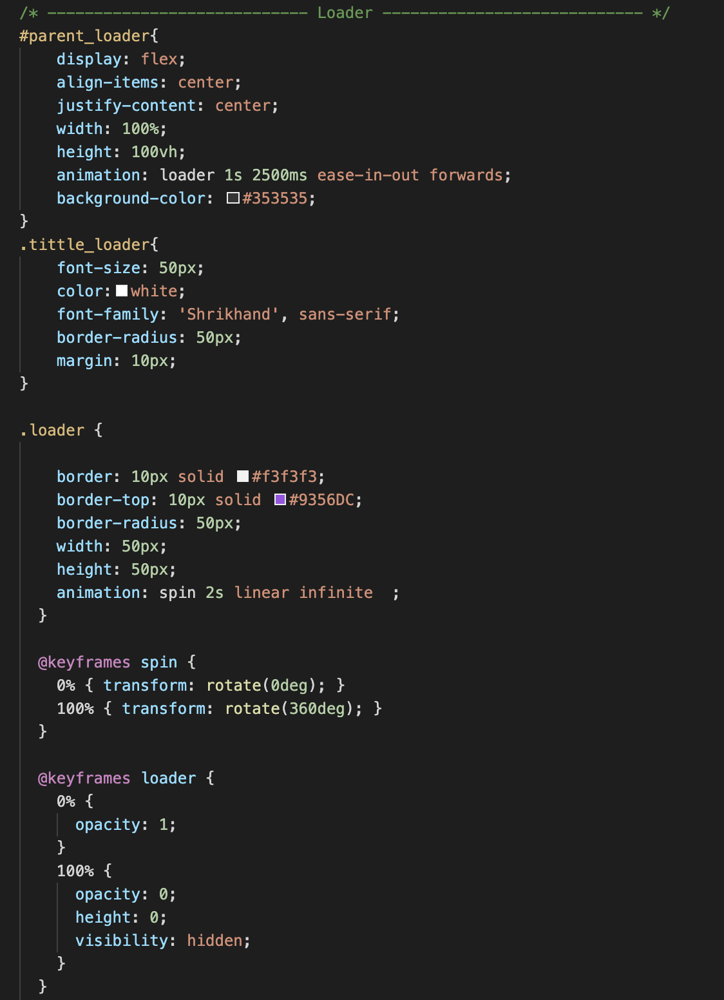 /* ---------------------------- Loader ---------------------------- */
#parent_loader{
    display: flex;
    align-items: center;
    justify-content: center;
    width: 100%;
    height: 100vh;
    animation: loader 1s 2500ms ease-in-out forwards;
    background-color: #353535;
}
.tittle_loader{
    font-size: 50px;
    color: white;
    font-family: 'Shrikhand', sans-serif;
    border-radius: 50px;
    margin: 10px;
}
.loader {
    border: 10px solid #f3f3f3;
    border-top: 10px solid #9356DC;
    border-radius: 50px;
    width: 50px;
    height: 50px;
    animation: spin 2s linear infinite  ;
  }
  @keyframes spin {
    0% { transform: rotate(0deg); }
    100% { transform: rotate(360deg); }
  }
  @keyframes loader {
    0% {
      opacity: 1;
    }
    100% {
      opacity: 0;
      height: 0;
      visibility: hidden;
    }
  }